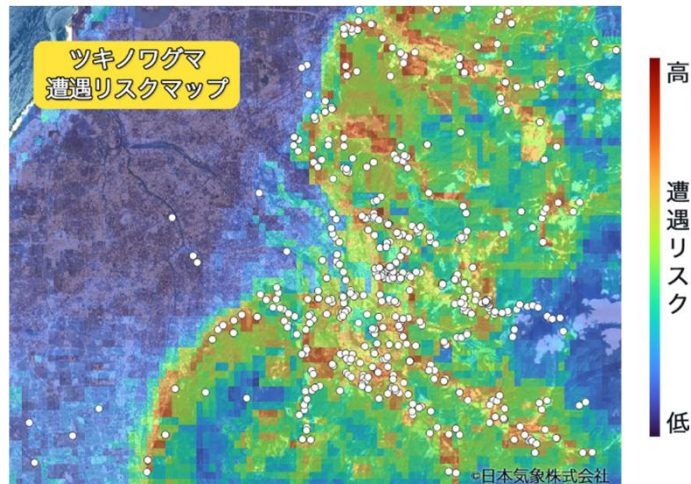 ツキノワグマ
遭遇リスクマップ
高
遭遇リスク
低
©日本気象株式会社